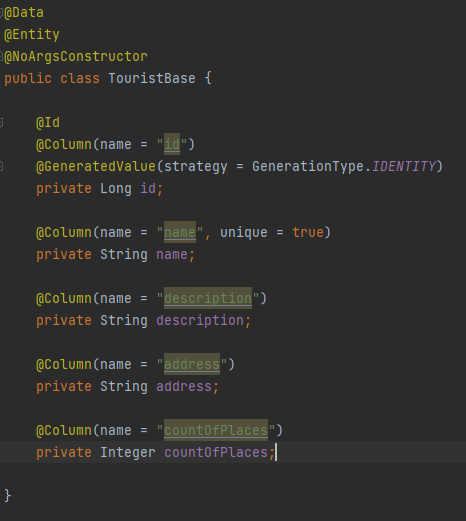 @Data
@Entity
@NoArgsConstructor
public class TouristBase {
@Id
@Column(name = "id")
@GeneratedValue(strategy = GenerationType.IDENTITY)
private Long id;
@Column(name = "name", unique = true)
private String name;
@Column(name = "description")
private String description;
@Column(name = "address")
private String address;
@Column(name = "countOfPlaces")
private Integer countOfPlaces;
}